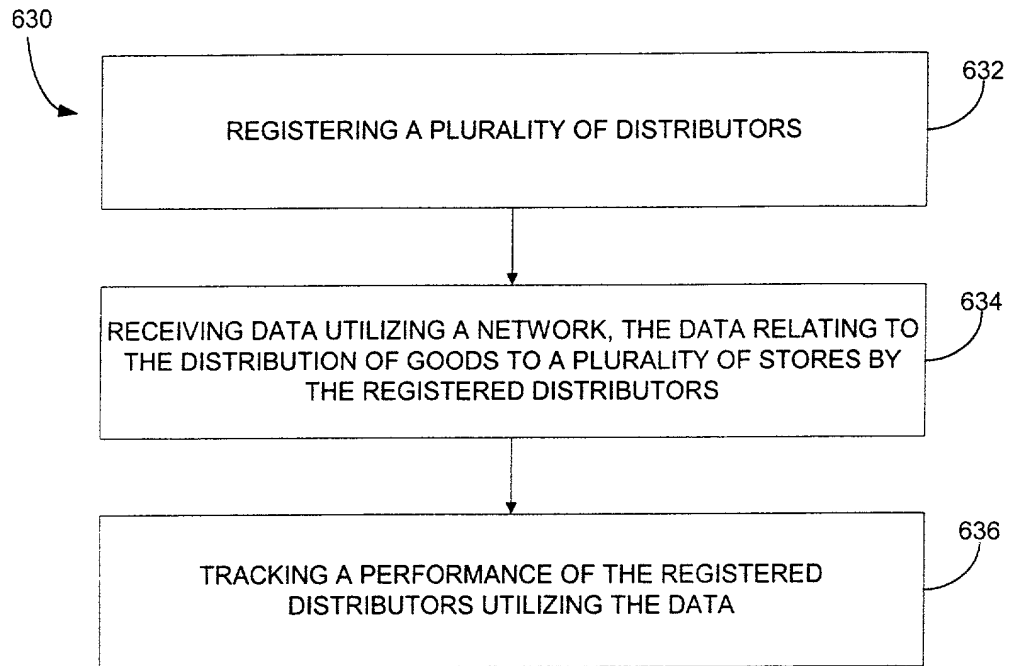 630
632
REGISTERING A PLURALITY OF DISTRIBUTORS
634
RECEIVING DATA UTILIZING A NETWORK, THE DATA RELATING TO
THE DISTRIBUTION OF GOODS TO A PLURALITY OF STORES BY
THE REGISTERED DISTRIBUTORS
636
TRACKING A PERFORMANCE OF THE REGISTERED
DISTRIBUTORS UTILIZING THE DATA